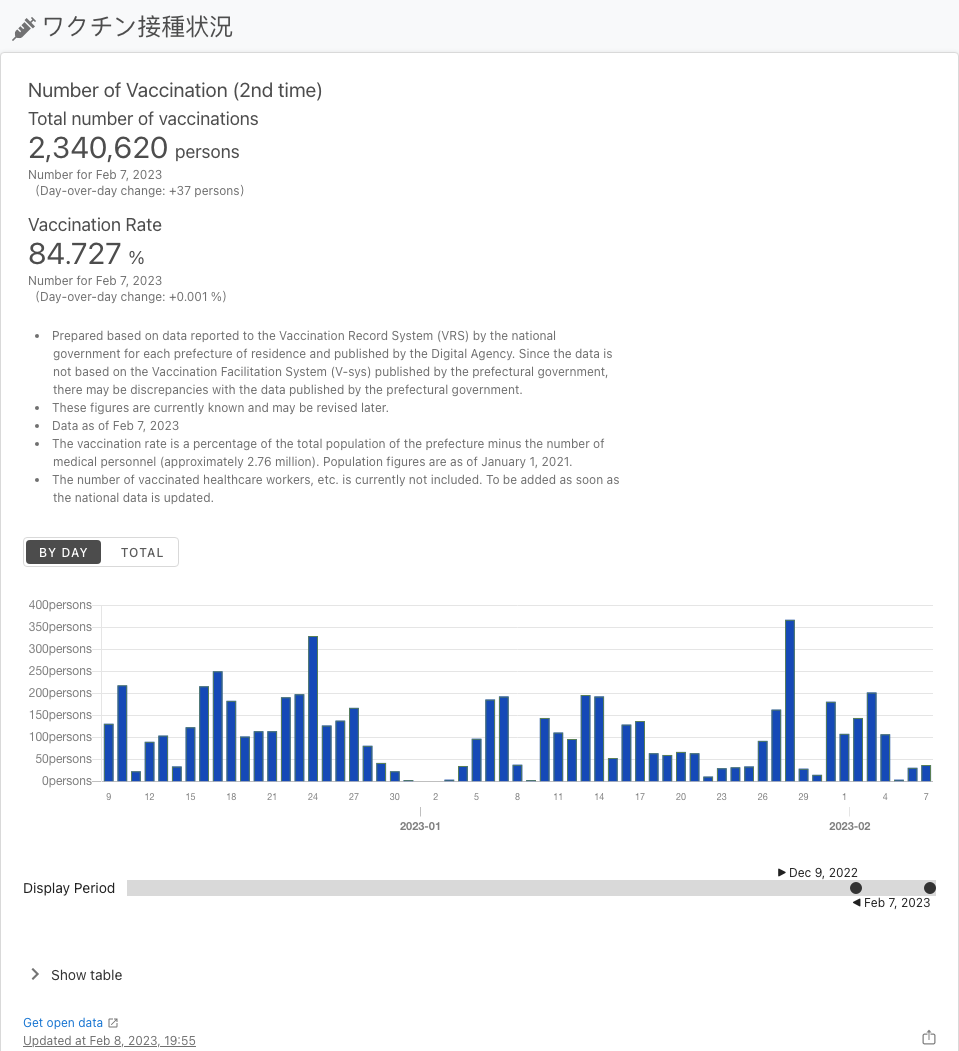 ワクチン接種状況
Number of Vaccination (2nd time)
Total number of vaccinations
2,340,620 persons
Number for Feb 7, 2023
(Day-over-day change: +37 persons)
Vaccination Rate
84.727 %
Number for Feb 7, 2023
(Day-over-day change: +0.001 %)
• Prepared based on data reported to the Vaccination Record System (VRS) by the national
government for each prefecture of residence and published by the Digital Agency. Since the data is
not based on the Vaccination Facilitation System (V-sys) published by the prefectural government,
there may be discrepancies with the data published by the prefectural government.
• These figures are currently known and may be revised later.
• Data as of Feb 7, 2023
• The vaccination rate is a percentage of the total population of the prefecture minus the number of
medical personnel (approximately 2.76 million). Population figures are as of January 1, 2021.
• The number of vaccinated healthcare workers, etc. is currently not included. To be added as soon as
the national data is updated.
BY DAY TOTAL
400persons
350persons
300persons
250persons
200persons
150persons
100persons
50persons
0persons
9 12 15 18 21 24 27 30 2 5 8 11 14 17 20 23 26 29 1 4 7
2023-01 2023-02
▶ Dec 9, 2022
Display Period
◀ Feb 7, 2023
Show table
Get open data
Updated at Feb 8, 2023, 19:55